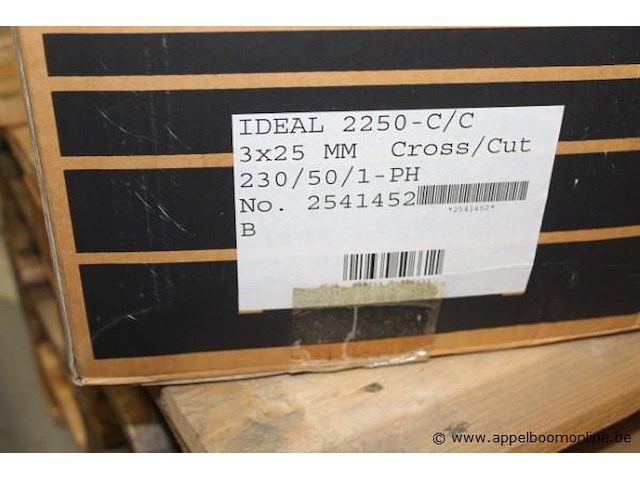 IDEAL 2250-C/C
3x25 MM Cross/Cut
230/50/1-PH
No. 2541452
*2541452*
B
© www.appelboomonline.be